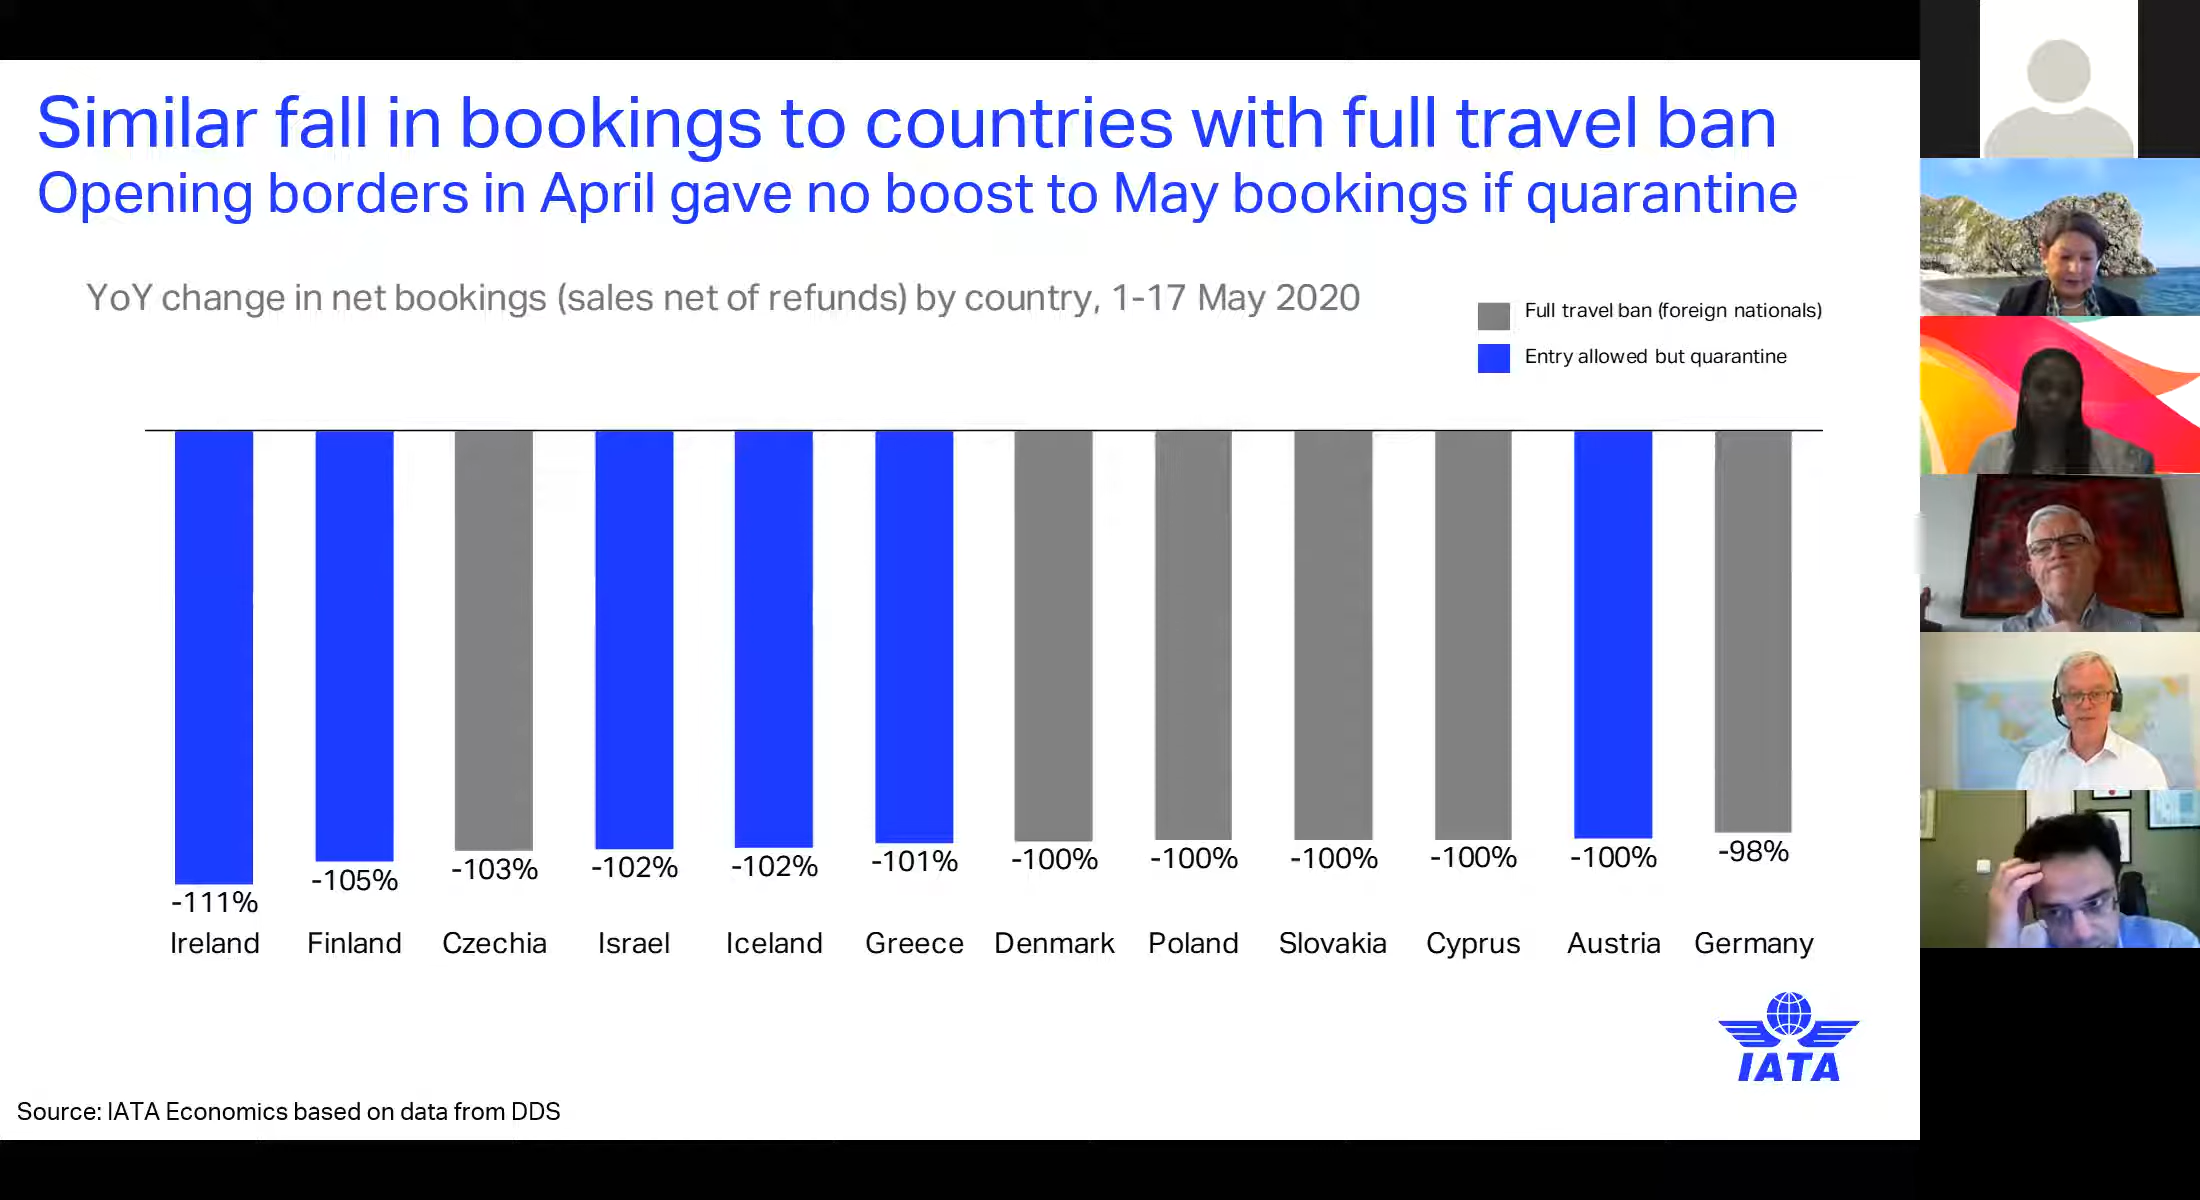 Similar fall in bookings to countries with full travel ban
Opening borders in April gave no boost to May bookings if quarantine
YoY change in net bookings (sales net of refunds) by country, 1-17 May 2020
Full travel ban (foreign nationals)
Entry allowed but quarantine
-111%
-105%
-103%
-102%
-102%
-101%
-100%
-100%
-100%
-100%
-100%
-98%
Ireland
Finland
Czechia
Israel
Iceland
Greece
Denmark
Poland
Slovakia
Cyprus
Austria
Germany
IATA
Source: IATA Economics based on data from DDS